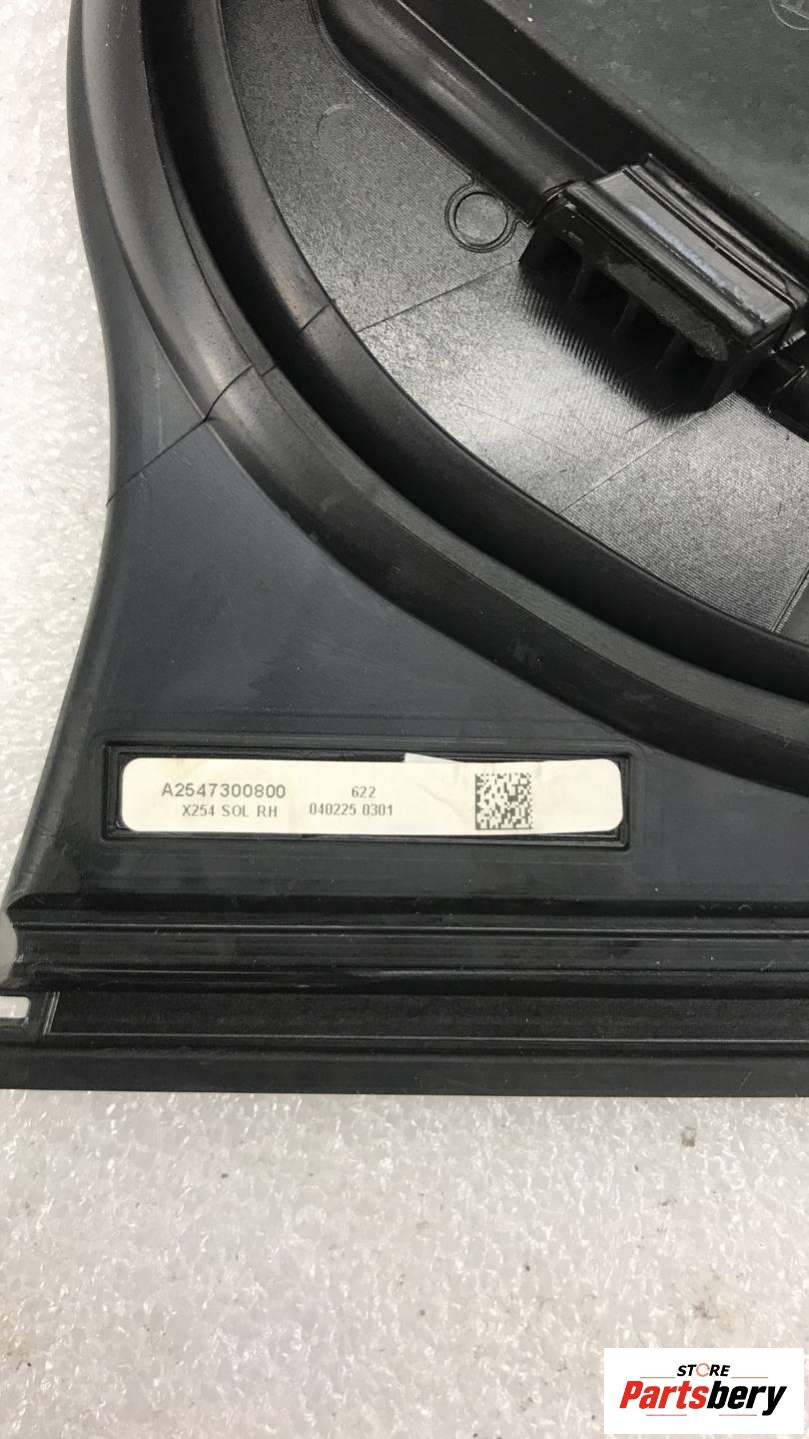 A2547300800 622
X254 SOL RH 040225 0301
STORE
Partsbery